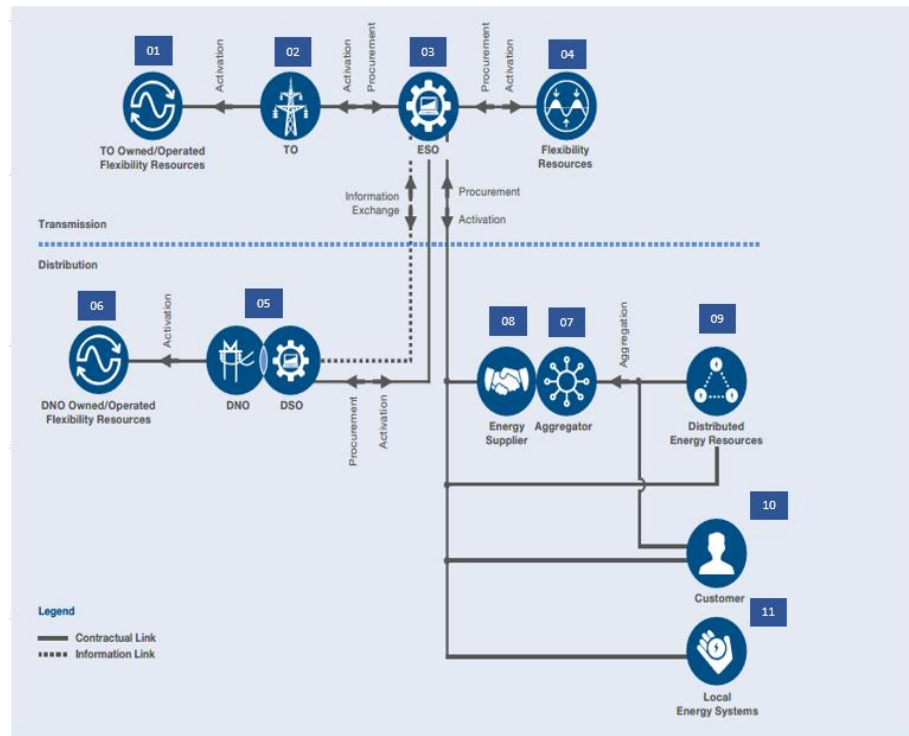 01
02
03
04
Activation
Activation
Procurement
Procurement
Activation
TO Owned/Operated
Flexibility Resources
TO
ESO
Flexibility
Resources
Information
Exchange
Procurement
Activation
Transmission
Distribution
06
05
08
07
09
Activation
Aggregation
DNO Owned/Operated
Flexibility Resources
DNO
DSO
Procurement
Activation
Energy
Supplier
Aggregator
Distributed
Energy Resources
10
Customer
11
Local
Energy Systems
Legend
Contractual Link
Information Link